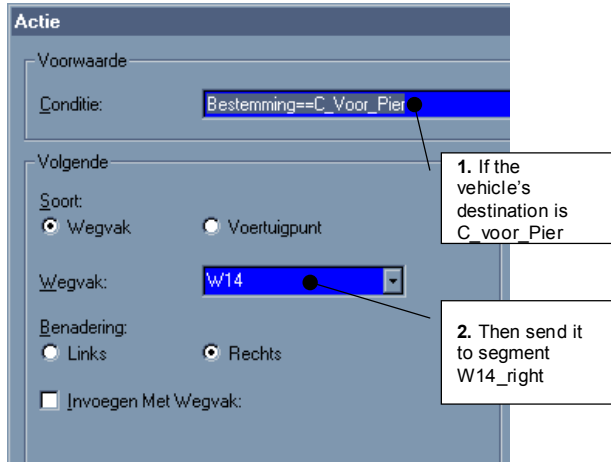 Actie
Voorwaarde
Conditie:
Bestemming==C_Voor_Pier
1. If the
vehicle's
destination is
C_voor_Pier
Volgende
Soort:
Wegvak
Voertuigpunt
Wegvak:
W14
2. Then send it
to segment
W14_right
Benadering:
Links
Rechts
Invoegen Met Wegvak: